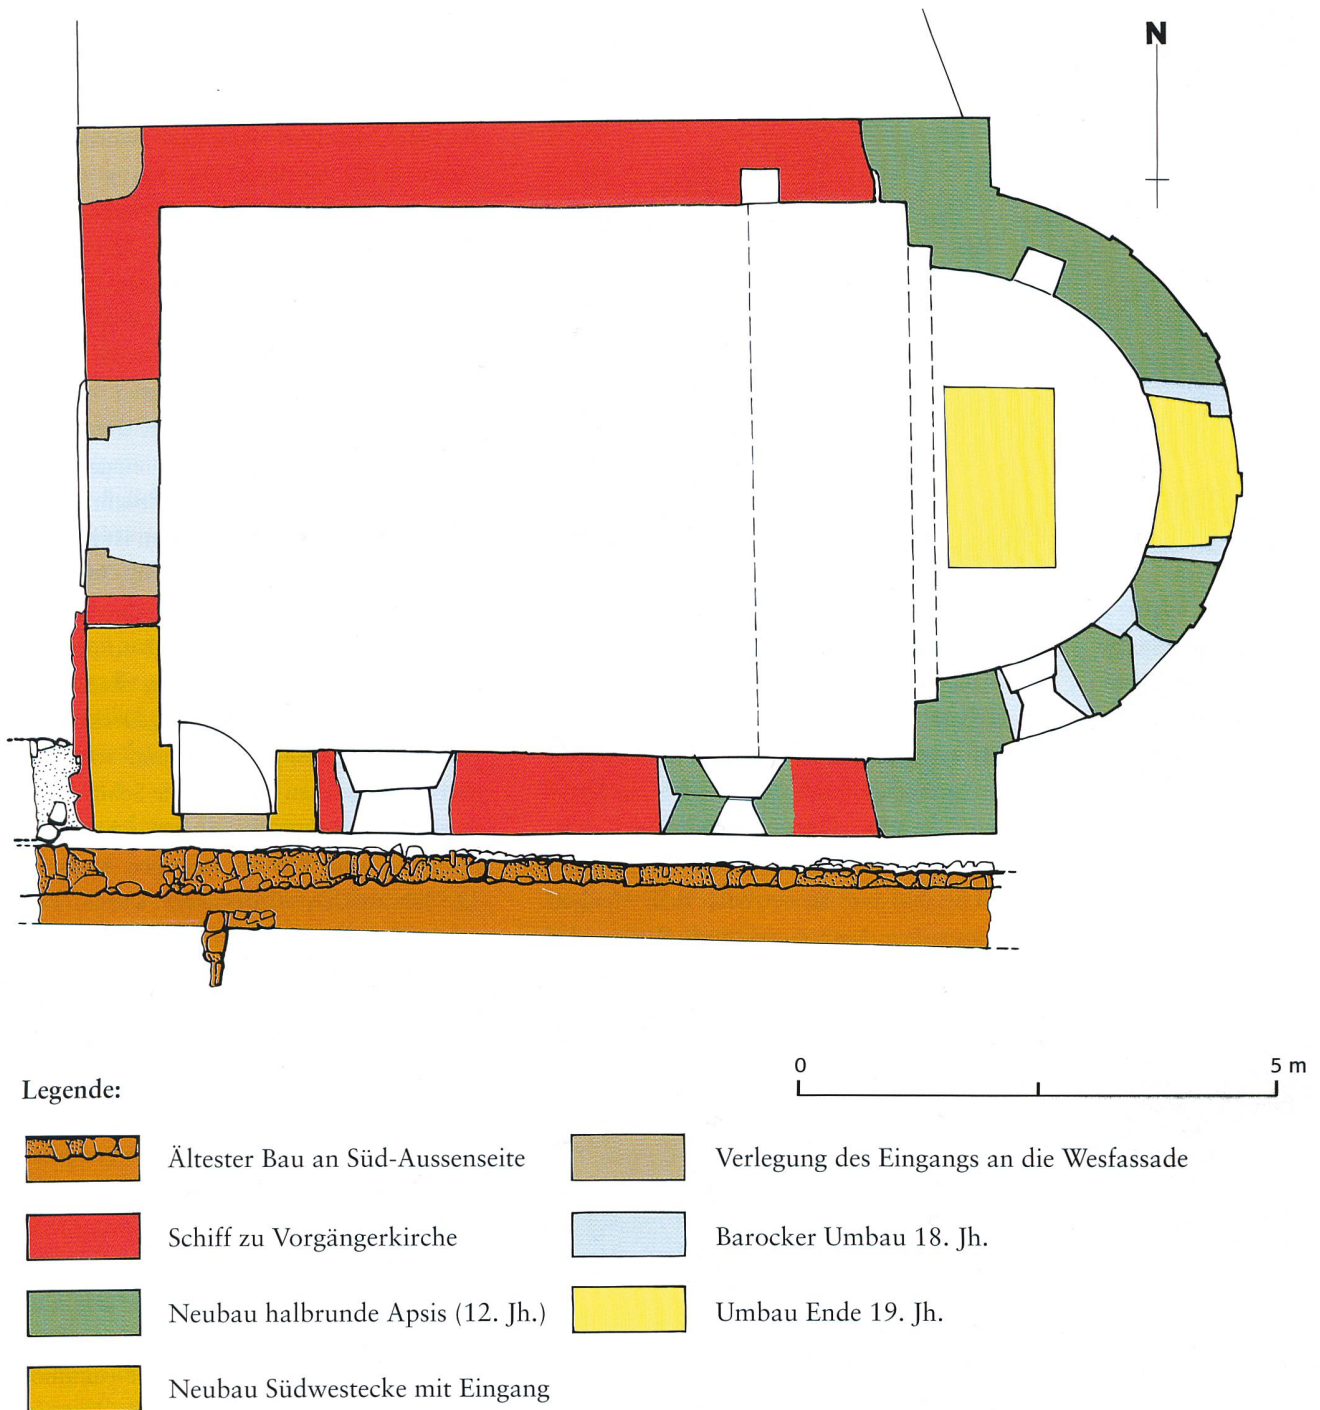 N
0 5 m
Legende:
Ältester Bau an Süd-Aussenseite
Schiff zu Vorgängerkirche
Neubau halbrunde Apsis (12. Jh.)
Neubau Südwestecke mit Eingang
Verlegung des Eingangs an die Wesfassade
Barocker Umbau 18. Jh.
Umbau Ende 19. Jh.